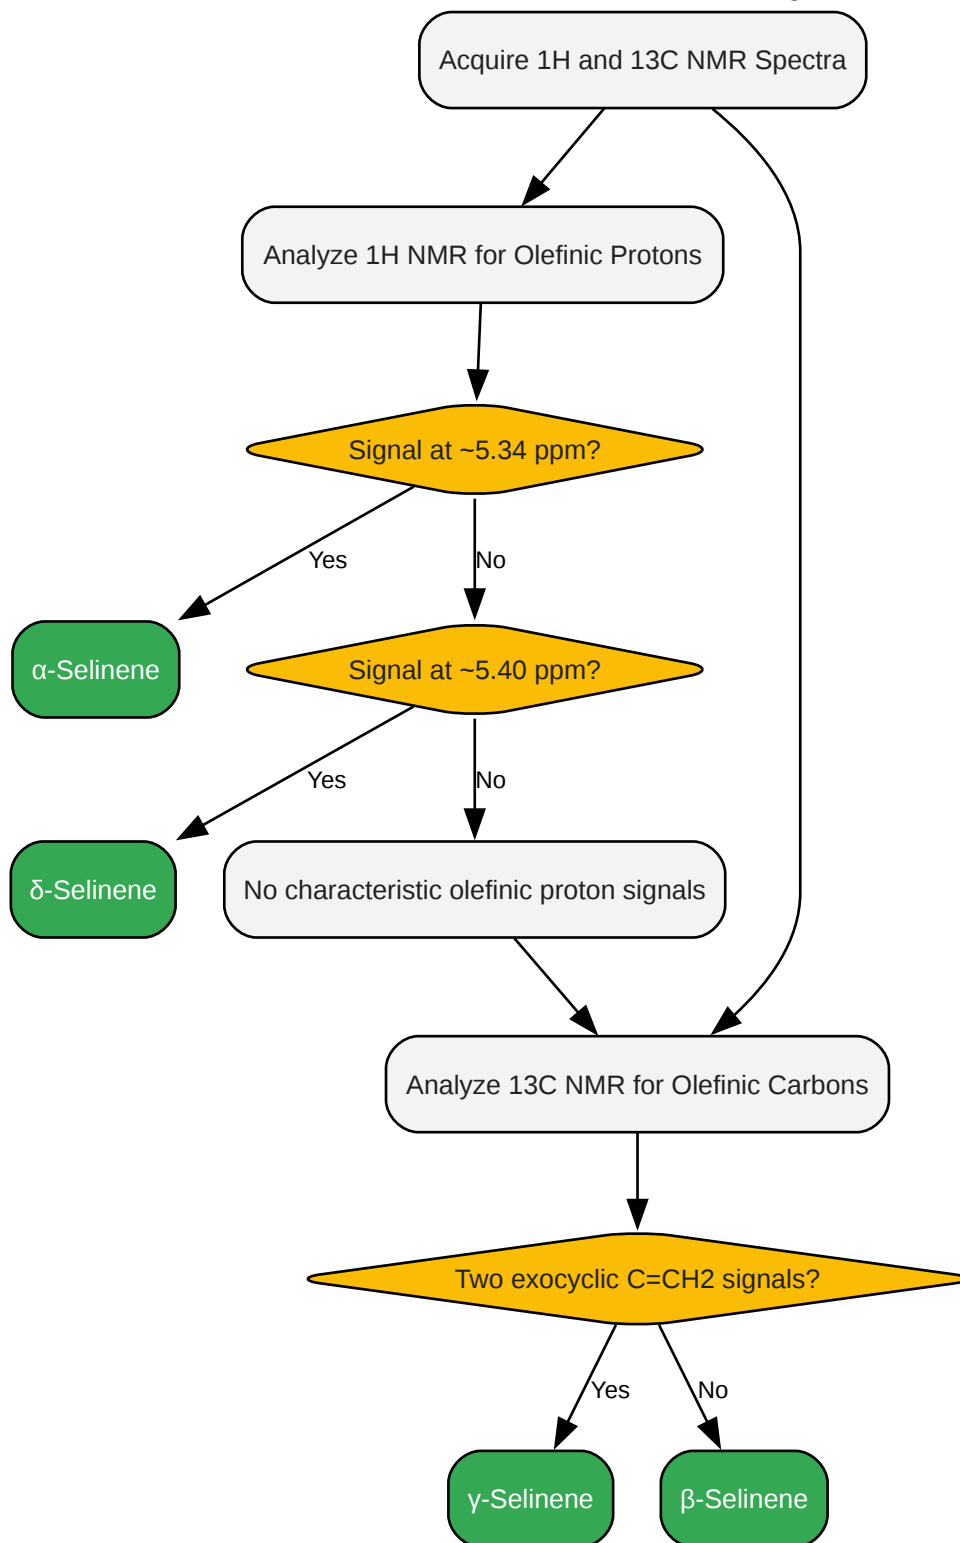 Acquire 1H and 13C NMR Spectra
Analyze 1H NMR for Olefinic Protons
Signal at ~5.34 ppm?
Yes
No
α-Selinene
Signal at ~5.40 ppm?
Yes
No
δ-Selinene
No characteristic olefinic proton signals
Analyze 13C NMR for Olefinic Carbons
Two exocyclic C=CH2 signals?
Yes
No
γ-Selinene
β-Selinene